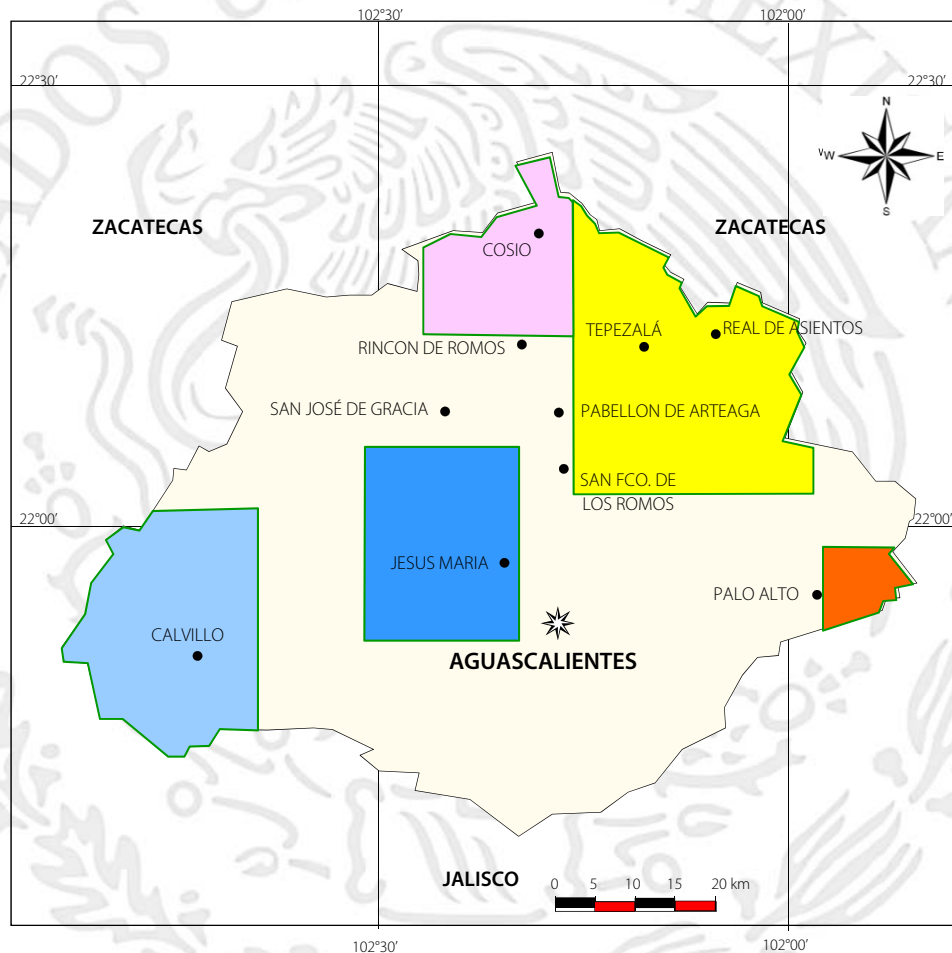 102°30′ 102°00′
22°30′ 22°30′
N
VW E
S
ZACATECAS ZACATECAS
COSIO
TEPEZALÁ REAL DE ASIENTOS
RINCON DE ROMOS
SAN JOSÉ DE GRACIA PABELLON DE ARTEAGA
SAN FCO. DE
LOS ROMOS
22°00′ 22°00′
JESUS MARIA
PALO ALTO
CALVILLO
AGUASCALIENTES
JALISCO
0 5 10 15 20 km
102°30′ 102°00′